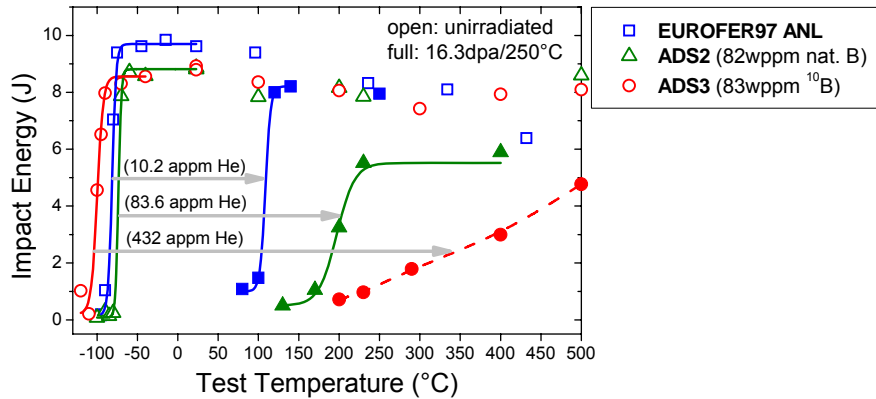 open: unirradiated
full: 16.3dpa/250°C
EUROFER97 ANL
ADS2 (82wppm nat. B)
ADS3 (83wppm ¹⁰B)
Impact Energy (J)
10
8
6
4
2
0
(10.2 appm He)
(83.6 appm He)
(432 appm He)
-100 -50 0 50 100 150 200 250 300 350 400 450 500
Test Temperature (°C)